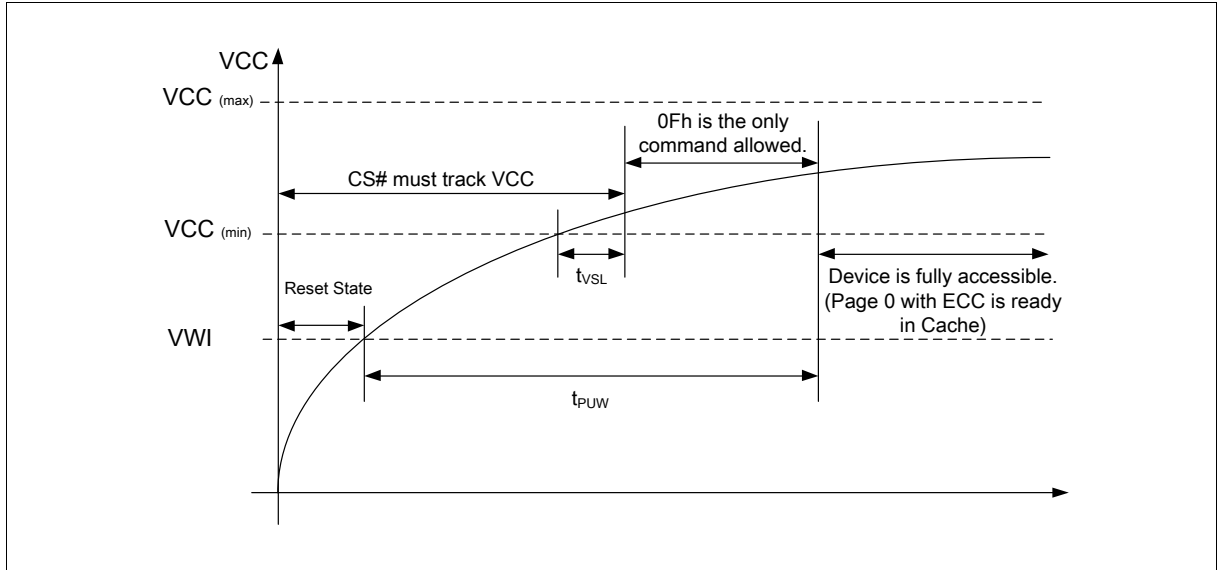 VCC
VCC (max)
0Fh is the only
command allowed.
CS# must track VCC
VCC (min)
tVSL
Device is fully accessible.
(Page 0 with ECC is ready
in Cache)
Reset State
VWI
tPUW